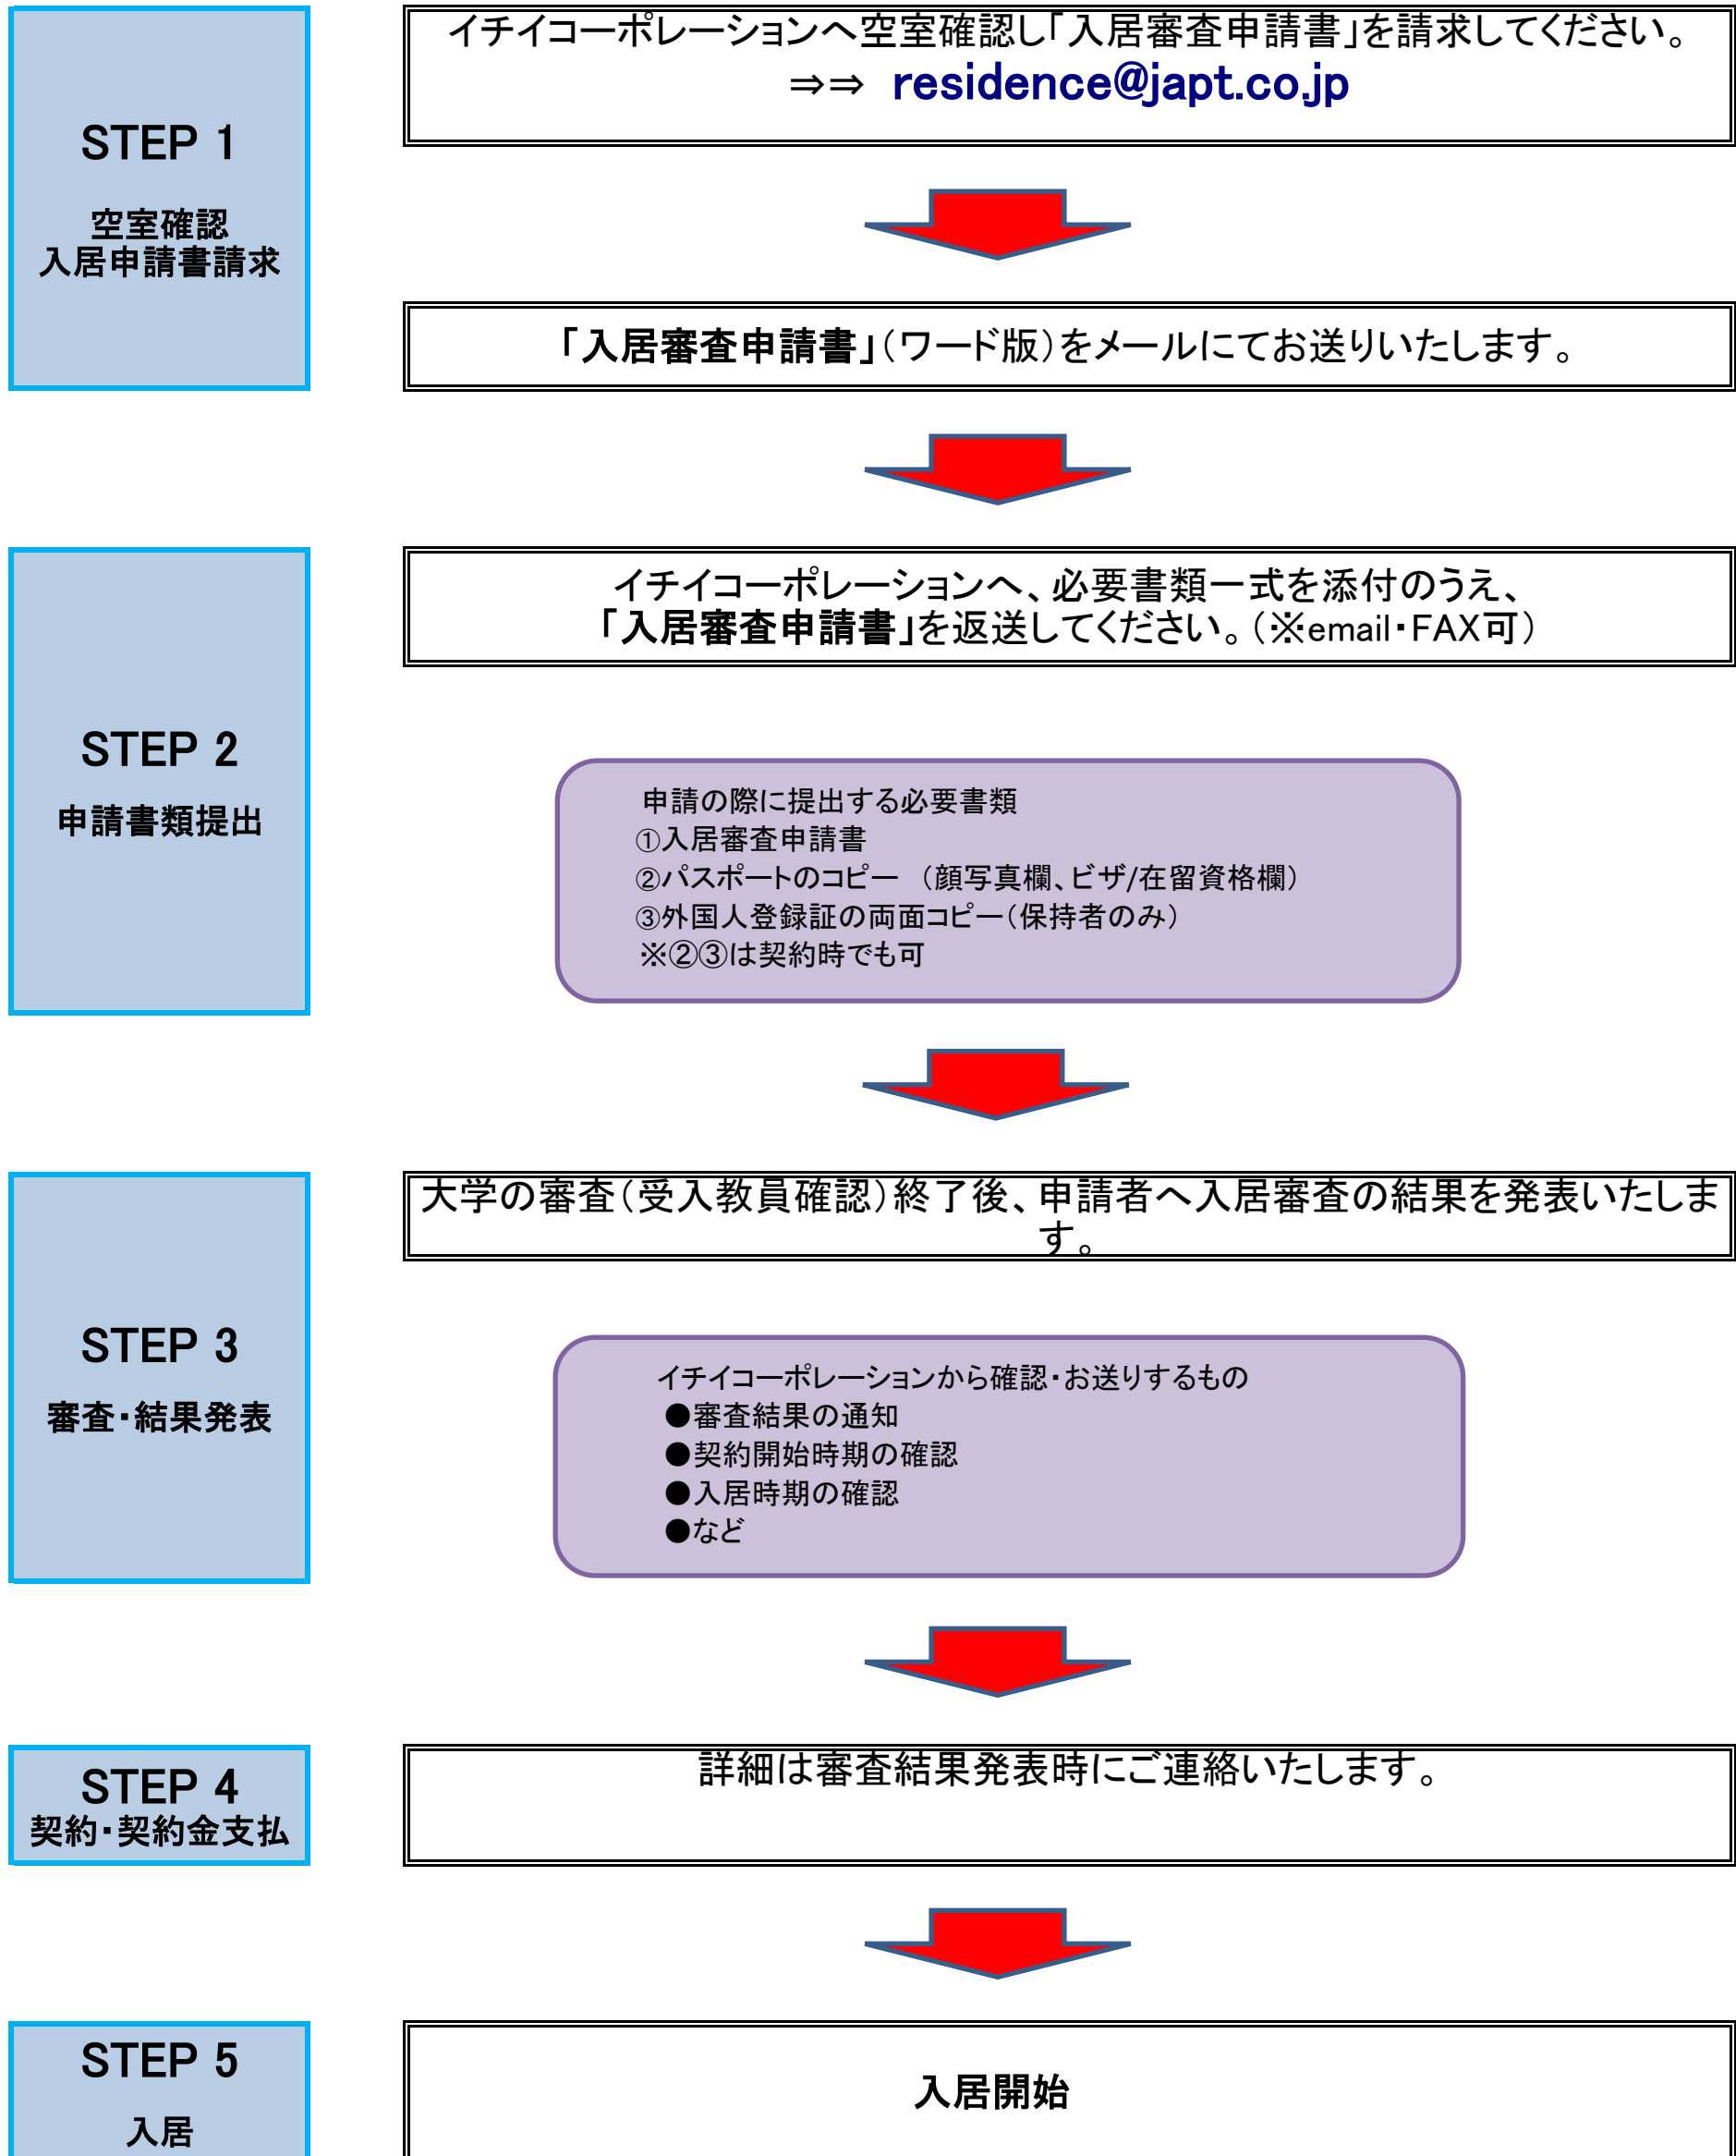 STEP 1
空室確認
入居申請書請求
イチイコーポレーションへ空室確認し「入居審査申請書」を請求してください。
⇒⇒ residence@japt.co.jp
「入居審査申請書」（ワード版）をメールにてお送りいたします。
STEP 2
申請書類提出
イチイコーポレーションへ、必要書類一式を添付のうえ、
「入居審査申請書」を返送してください。（※email・FAX可）
申請の際に提出する必要書類
①入居審査申請書
②パスポートのコピー （顔写真欄、ビザ/在留資格欄）
③外国人登録証の両面コピー（保持者のみ）
※②③は契約時でも可
STEP 3
審査・結果発表
大学の審査（受入教員確認）終了後、申請者へ入居審査の結果を発表いたしま
す。
イチイコーポレーションから確認・お送りするもの
●審査結果の通知
●契約開始時期の確認
●入居時期の確認
●など
STEP 4
契約・契約金支払
詳細は審査結果発表時にご連絡いたします。
STEP 5
入居
入居開始